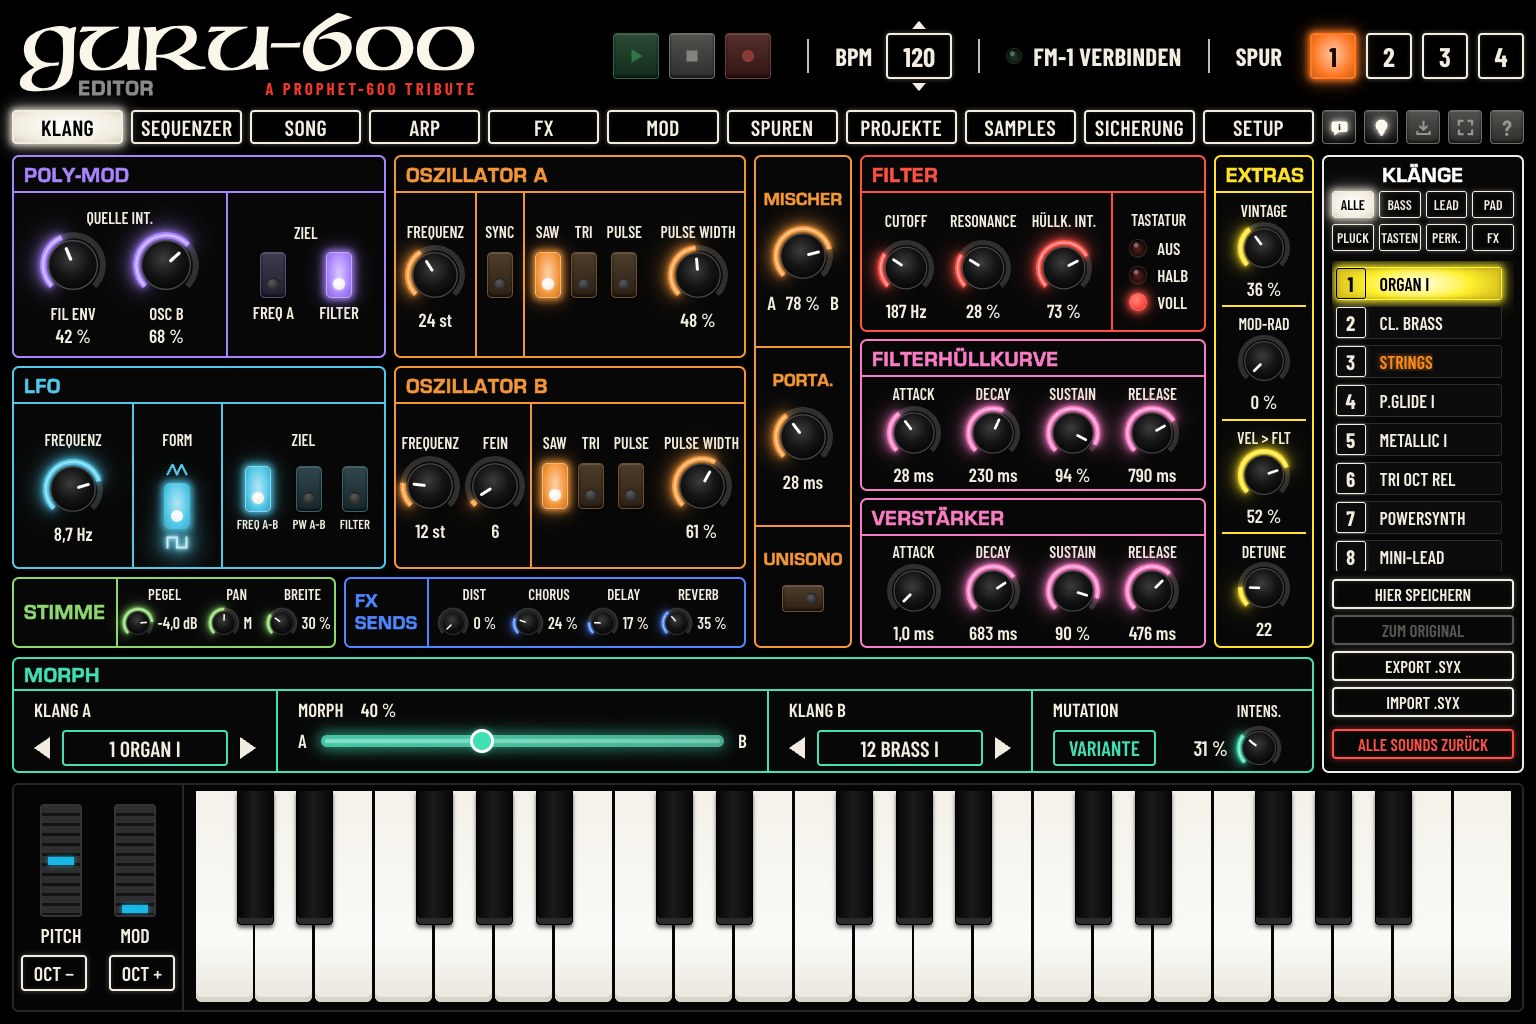 guru-600
EDITOR
A PROPHET-600 TRIBUTE
BPM
120
FM-1 VERBINDEN
SPUR
1
2
3
4
KLANG
SEQUENZER
SONG
ARP
FX
MOD
SPUREN
PROJEKTE
SAMPLES
SICHERUNG
SETUP
?
POLY-MOD
QUELLE INT.
FIL ENV
42 %
OSC B
68 %
ZIEL
FREQ A
FILTER
OSZILLATOR A
FREQUENZ
24 st
SYNC
SAW
TRI
PULSE
PULSE WIDTH
48 %
MISCHER
A 78 % B
PORTA.
28 ms
UNISONO
FILTER
CUTOFF
187 Hz
RESONANCE
28 %
HÜLLK. INT.
73 %
TASTATUR
AUS
HALB
VOLL
EXTRAS
VINTAGE
36 %
MOD-RAD
0 %
VEL > FLT
52 %
DETUNE
22
LFO
FREQUENZ
8,7 Hz
FORM
ZIEL
FREQ A-B
PW A-B
FILTER
OSZILLATOR B
FREQUENZ
12 st
FEIN
6
SAW
TRI
PULSE
PULSE WIDTH
61 %
FILTERHÜLLKURVE
ATTACK
28 ms
DECAY
230 ms
SUSTAIN
94 %
RELEASE
790 ms
VERSTÄRKER
ATTACK
1,0 ms
DECAY
683 ms
SUSTAIN
90 %
RELEASE
476 ms
STIMME
PEGEL
-4,0 dB
PAN
M
BREITE
30 %
FX
SENDS
DIST
0 %
CHORUS
24 %
DELAY
17 %
REVERB
35 %
MORPH
KLANG A
1 ORGAN I
MORPH 40 %
A
B
KLANG B
12 BRASS I
MUTATION
VARIANTE
INTENS.
31 %
KLÄNGE
ALLE
BASS
LEAD
PAD
PLUCK
TASTEN
PERK.
FX
1 ORGAN I
2 CL. BRASS
3 STRINGS
4 P.GLIDE I
5 METALLIC I
6 TRI OCT REL
7 POWERSYNTH
8 MINI-LEAD
HIER SPEICHERN
ZUM ORIGINAL
EXPORT .SYX
IMPORT .SYX
ALLE SOUNDS ZURÜCK
PITCH
MOD
OCT –
OCT +